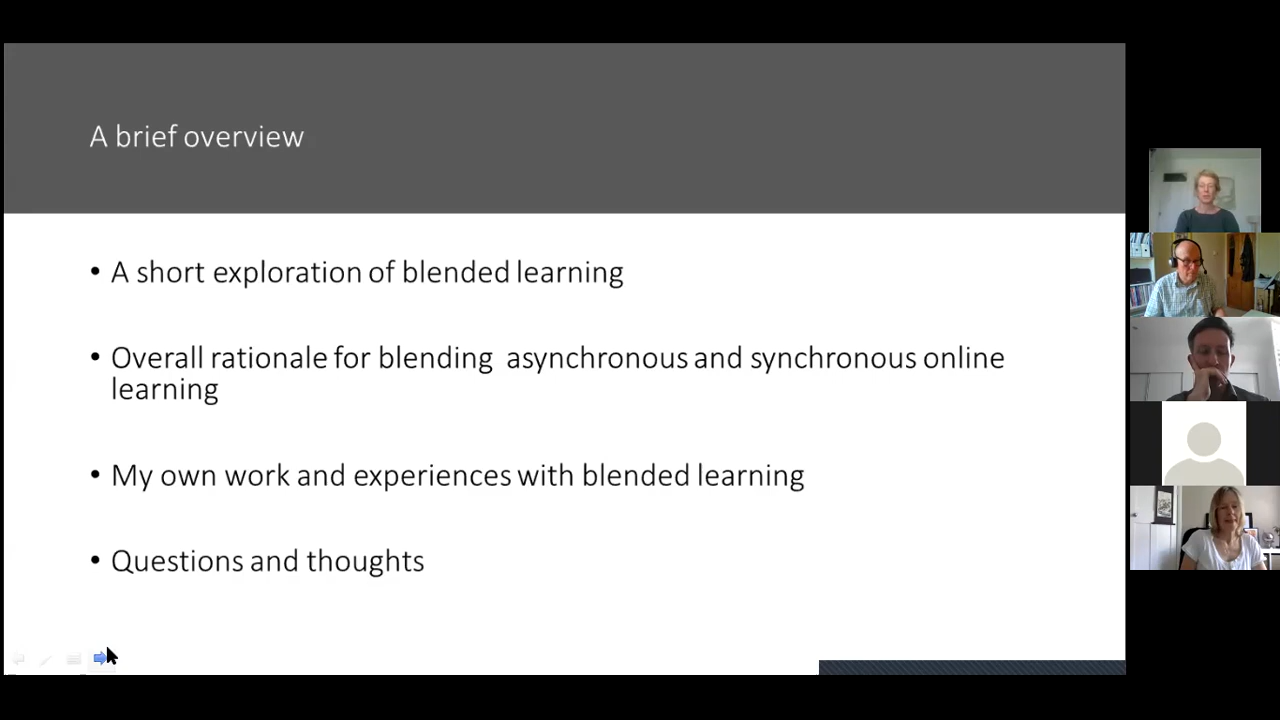 A brief overview
• A short exploration of blended learning
• Overall rationale for blending asynchronous and synchronous online
learning
• My own work and experiences with blended learning
• Questions and thoughts